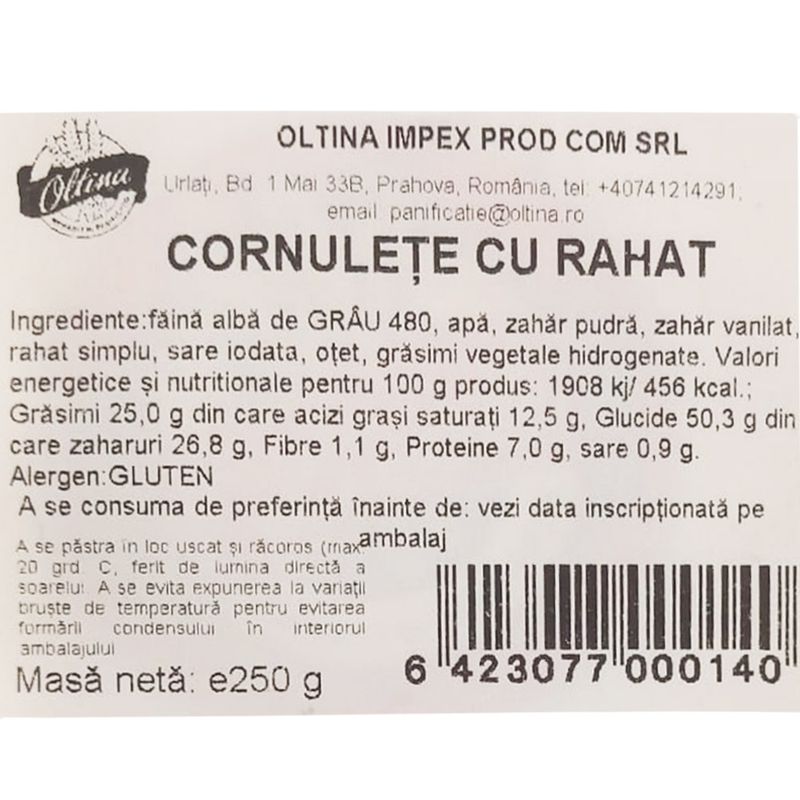 Oltina
OLTINA IMPEX PROD COM SRL
Urlați, Bd 1 Mai 33B, Prahova, România, tel: +40741214291,
email: panificatie@oltina.ro
CORNULEȚE CU RAHAT
Ingrediente:făină albă de GRÂU 480, apă, zahăr pudră, zahăr vanilat,
rahat simplu, sare iodata, oțet, grăsimi vegetale hidrogenate. Valori
energetice și nutritionale pentru 100 g produs: 1908 kj/ 456 kcal.;
Grăsimi 25,0 g din care acizi grași saturați 12,5 g, Glucide 50,3 g din
care zaharuri 26,8 g, Fibre 1,1 g, Proteine 7,0 g, sare 0,9 g.
Alergen:GLUTEN
A se consuma de preferință înainte de: vezi data inscripționată pe
ambalaj
A se păstra în loc uscat și răcoros (max
20 grd. C, ferit de lumina directă a
soarelui. A se evita expunerea la variații
bruște de temperatură pentru evitarea
formării condensului în interiorul
ambalajului
Masă netă: e250 g
6 423077 000140